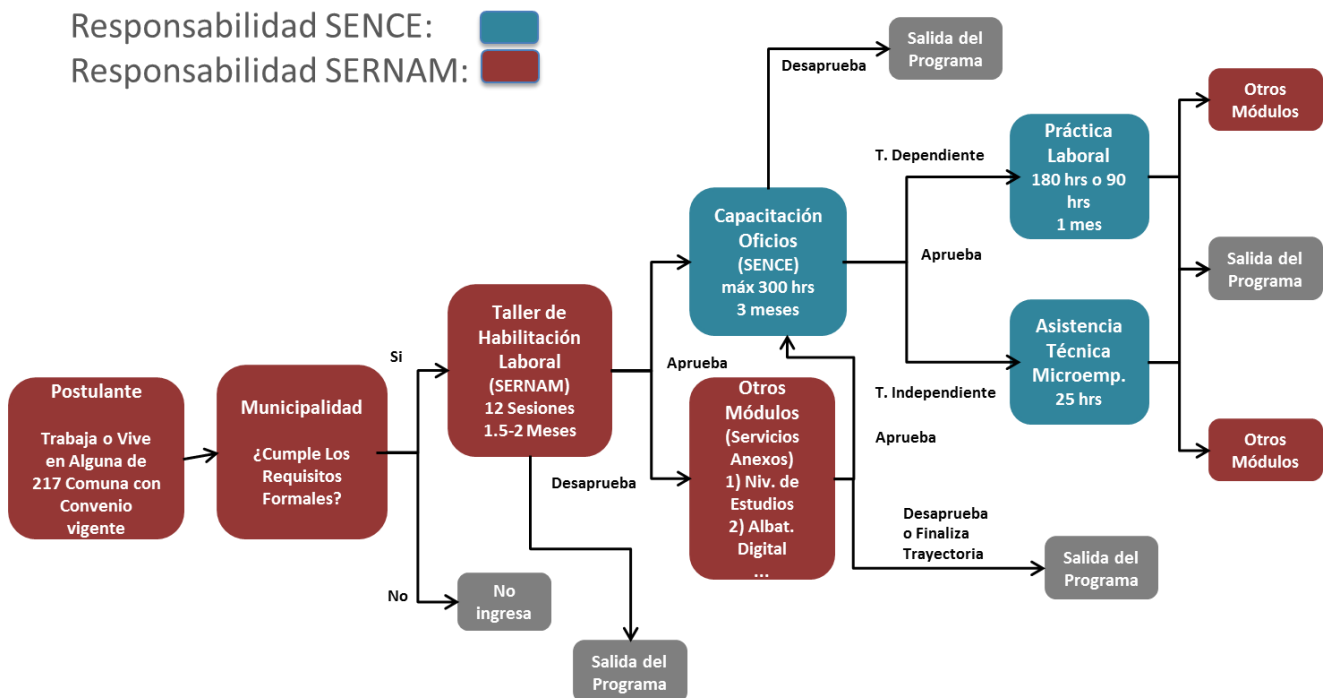 Responsabilidad SENCE:
Responsabilidad SERNAM:
Postulante
Trabaja o Vive
en Alguna de
217 Comuna con
Convenio
vigente
Municipalidad
¿Cumple Los
Requisitos
Formales?
Si
No
No
ingresa
Taller de
Habilitación
Laboral
(SERNAM)
12 Sesiones
1.5-2 Meses
Desaprueba
Salida del
Programa
Aprueba
Capacitación
Oficios
(SENCE)
máx 300 hrs
3 meses
Desaprueba
Salida del
Programa
Otros
Módulos
(Servicios
Anexos)
1) Niv. de
Estudios
2) Albat.
Digital
...
Aprueba
Desaprueba
o Finaliza
Trayectoria
Salida del
Programa
Aprueba
T. Dependiente
Práctica
Laboral
180 hrs o 90
hrs
1 mes
T. Independiente
Asistencia
Técnica
Microemp.
25 hrs
Otros
Módulos
Salida del
Programa
Otros
Módulos